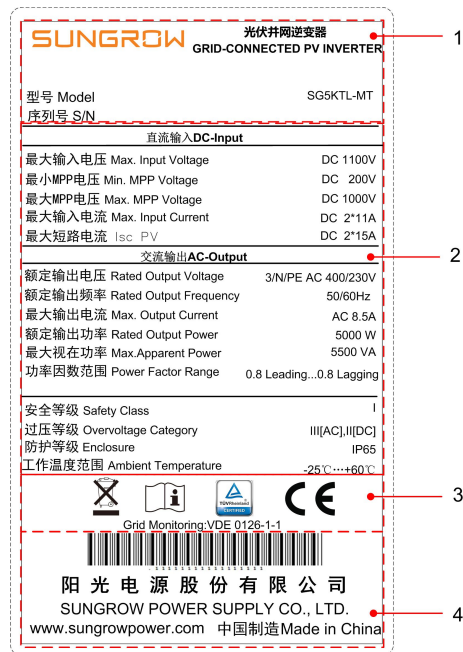 SUNGROW
光伏并网逆变器
GRID-CONNECTED PV INVERTER
1
型号 Model SG5KTL-MT
序列号 S/N
直流输入DC-Input
最大输入电压 Max. Input Voltage DC 1100V
最小MPP电压 Min. MPP Voltage DC 200V
最大MPP电压 Max. MPP Voltage DC 1000V
最大输入电流 Max. Input Current DC 2*11A
最大短路电流 Isc PV DC 2*15A
交流输出AC-Output
2
额定输出电压 Rated Output Voltage 3/N/PE AC 400/230V
额定输出频率 Rated Output Frequency 50/60Hz
最大输出电流 Max. Output Current AC 8.5A
额定输出功率 Rated Output Power 5000 W
最大视在功率 Max.Apparent Power 5500 VA
功率因数范围 Power Factor Range 0.8 Leading...0.8 Lagging
安全等级 Safety Class I
过压等级 Overvoltage Category III[AC],II[DC]
防护等级 Enclosure IP65
工作温度范围 Ambient Temperature -25℃…+60℃
i
TÜVRheinland
CERTIFIED
CE
3
Grid Monitoring:VDE 0126-1-1
阳光电源股份有限公司
SUNGROW POWER SUPPLY CO., LTD.
4
www.sungrowpower.com 中国制造Made in China